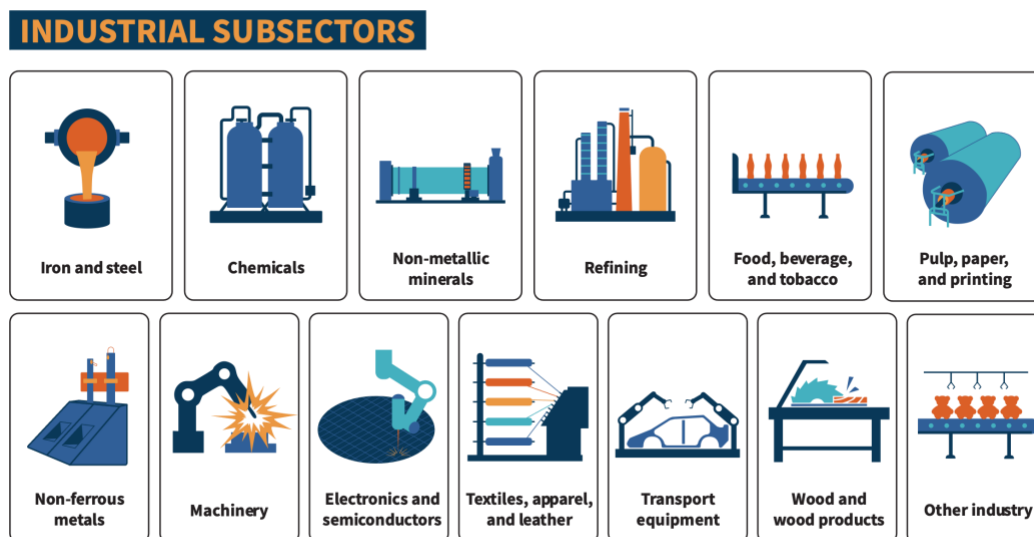 INDUSTRIAL SUBSECTORS
Iron and steel
Chemicals
Non-metallic
minerals
Refining
Food, beverage,
and tobacco
Pulp, paper,
and printing
Non-ferrous
metals
Machinery
Electronics and
semiconductors
Textiles, apparel,
and leather
Transport
equipment
Wood and
wood products
Other industry